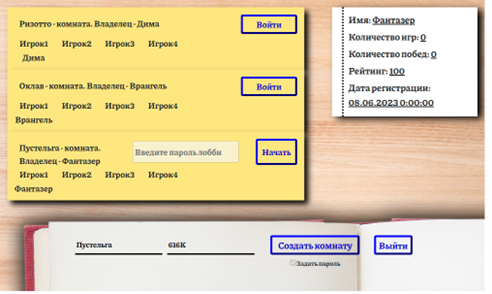 Ризотто - комната. Владелец - Дима
Войти
Игрок1 Игрок2 Игрок3 Игрок4
Дима
Оклав - комната. Владелец - Врангель
Войти
Игрок1 Игрок2 Игрок3 Игрок4
Врангель
Пустельга - комната.
Владелец - Фантазер
Введите пароль лобби
Начать
Игрок1 Игрок2 Игрок3 Игрок4
Фантазер
Имя: Фантазер
Количество игр: 0
Количество побед: 0
Рейтинг: 100
Дата регистрации:
08.06.2023 0:00:00
Пустельга 616К Создать комнату Выйти
Задать пароль